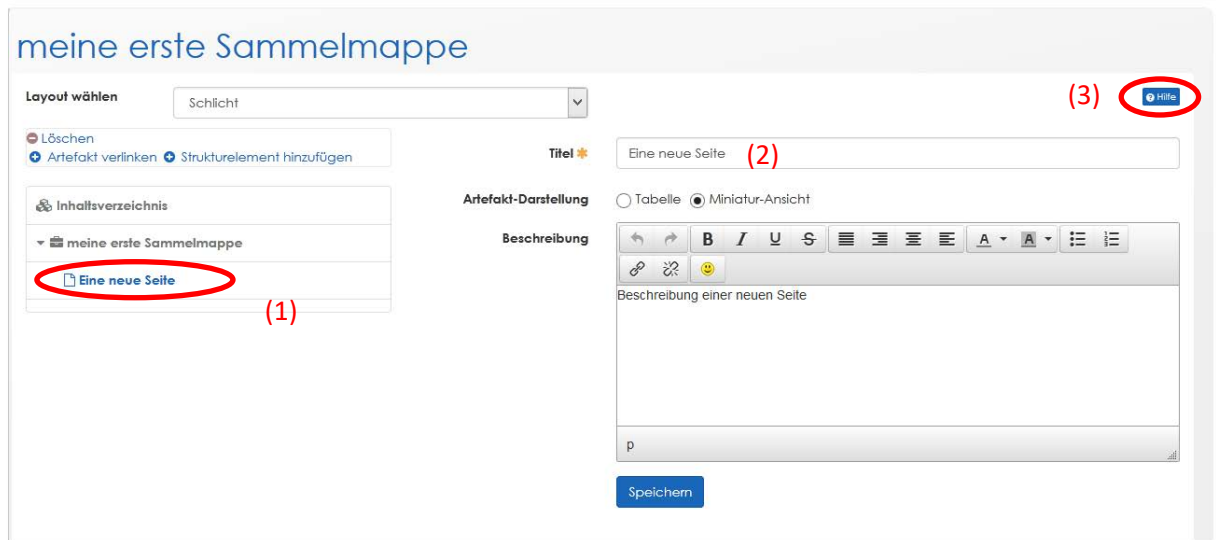 meine erste Sammelmappe
Layout wählen
Schlicht
(3)
Hilfe
Löschen
Artefakt verlinken Strukturelement hinzufügen
Titel
Eine neue Seite
(2)
Inhaltsverzeichnis
meine erste Sammelmappe
Eine neue Seite
(1)
Artefakt-Darstellung
Tabelle Miniatur-Ansicht
Beschreibung
B I U S A A
Beschreibung einer neuen Seite
p
Speichern